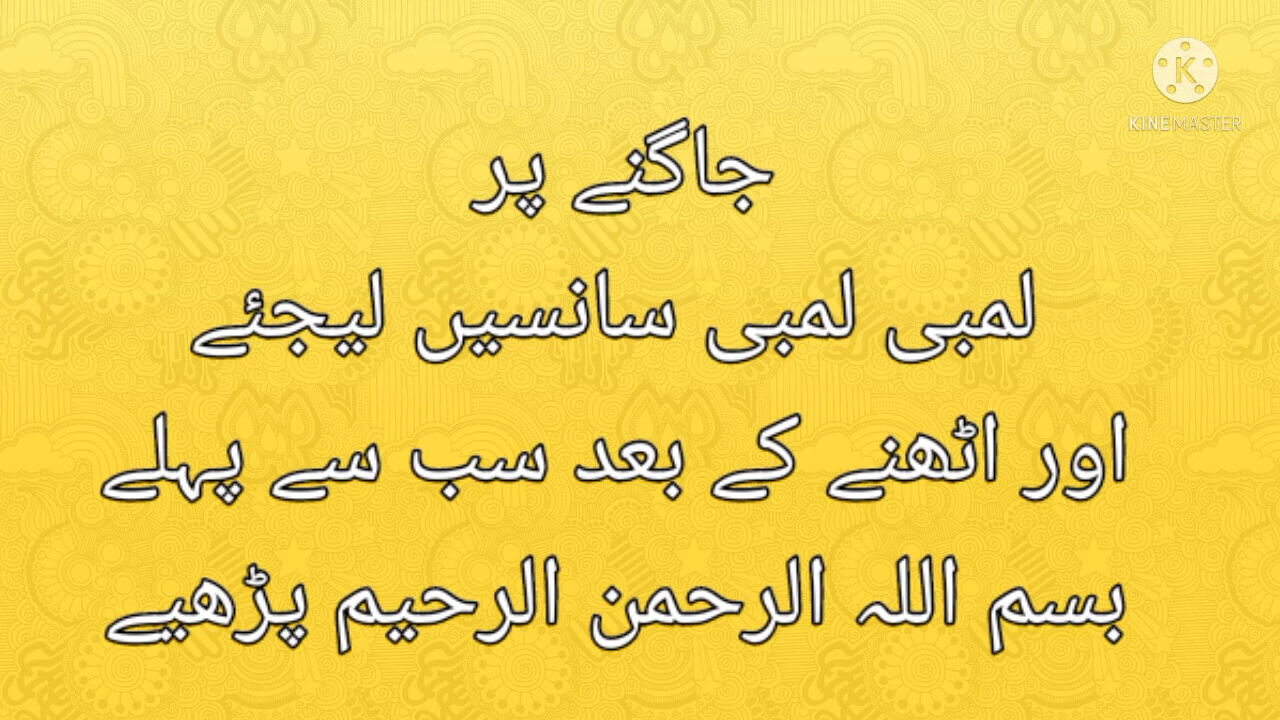 KINEMASTER
جاگنے پر
لمبی لمبی سانسیں لیجئے
اور اٹھنے کے بعد سب سے پہلے
بسم اللہ الرحمن الرحیم پڑھیے